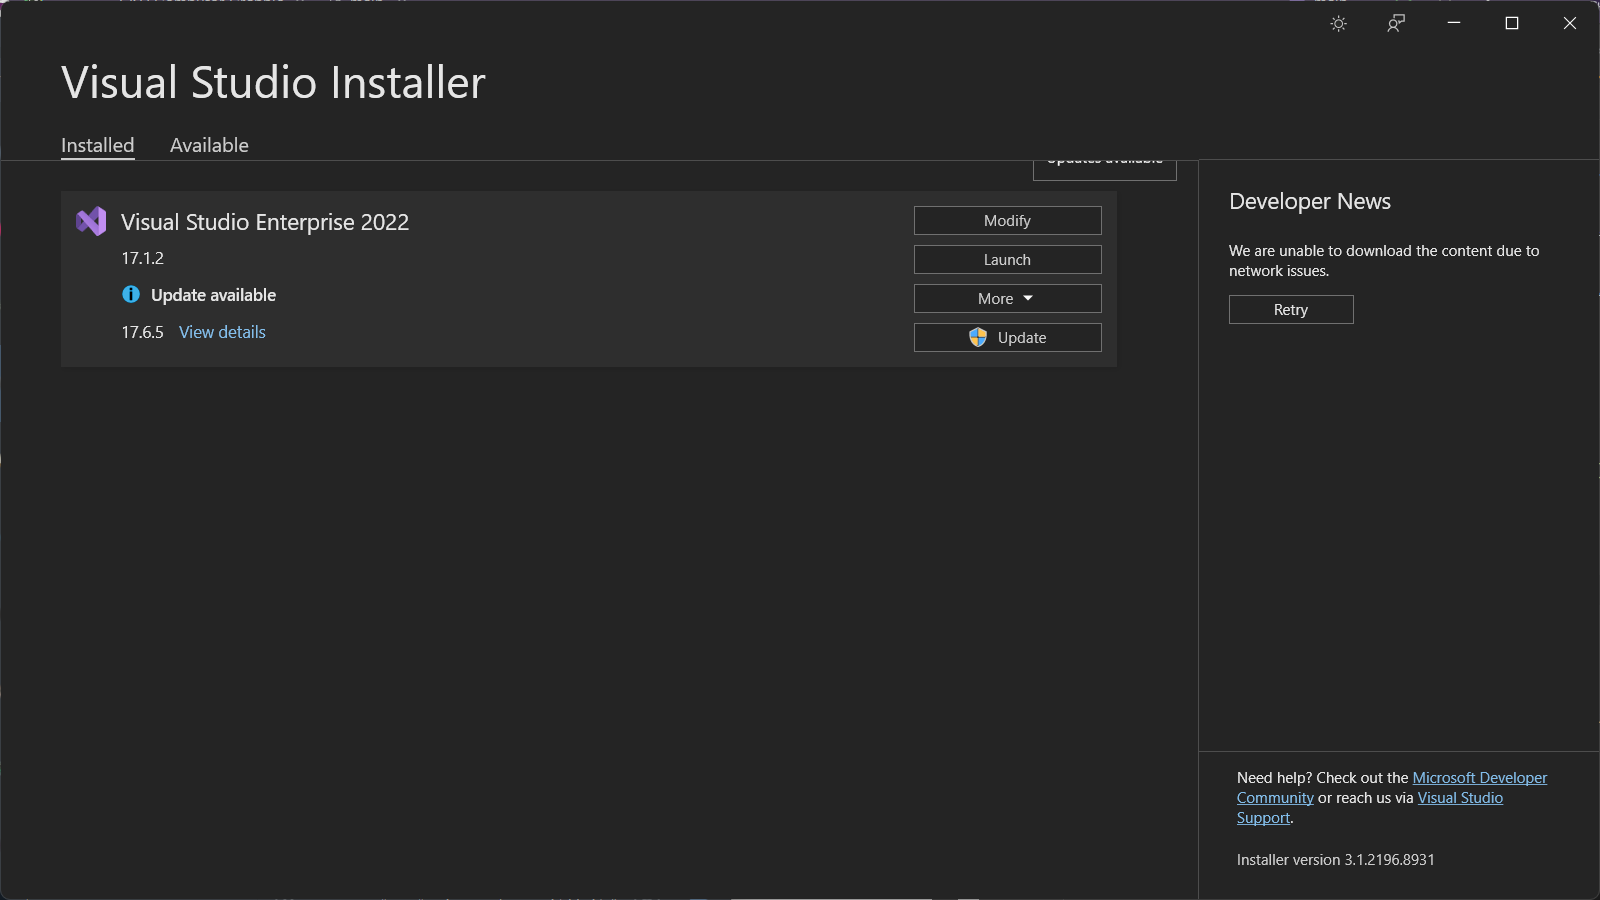 Visual Studio Installer
Installed
Available
Updates available
Visual Studio Enterprise 2022
17.1.2
Update available
17.6.5 View details
Modify
Launch
More
Update
Developer News
We are unable to download the content due to
network issues.
Retry
Need help? Check out the Microsoft Developer
Community or reach us via Visual Studio
Support.
Installer version 3.1.2196.8931